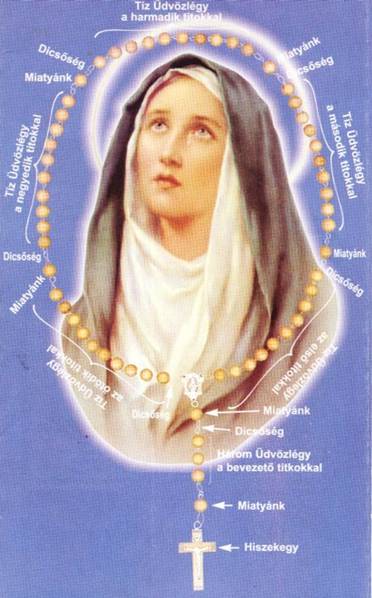 Tíz Üdvözlégy
a harmadik titokkal
Dicsőség
Miatyánk
Miatyánk
Dicsőség
Tíz Üdvözlégy
a negyedik titokkal
Tíz Üdvözlégy
a második titokkal
Dicsőség
Miatyánk
Miatyánk
Dicsőség
Tíz Üdvözlégy
az ötödik titokkal
Tíz Üdvözlégy
az első titokkal
Dicsőség
Miatyánk
Dicsőség
Három Üdvözlégy
a bevezető titkokkal
Miatyánk
Hiszekegy